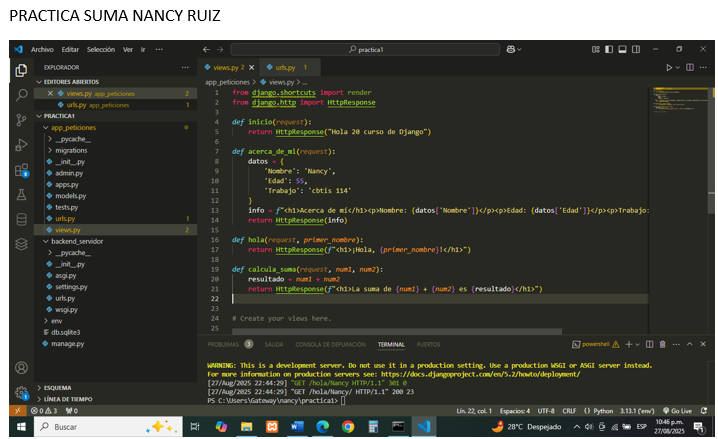 PRACTICA SUMA NANCY RUIZ
Archivo Editar Selección Ver Ir ··· practica1
EXPLORADOR ···
EDITORES ABIERTOS
views.py app_peticiones 2
urls.py app_peticiones 1
PRACTICA1
app_peticiones
__pycache__
migrations
__init__.py
admin.py
apps.py
models.py
tests.py
urls.py 1
views.py 2
backend_servidor
__pycache__
__init__.py
asgi.py
settings.py
urls.py
wsgi.py
env
db.sqlite3
manage.py
ESQUEMA
LÍNEA DE TIEMPO
views.py 2 urls.py 1
app_peticiones > views.py > ...
1 from django.shortcuts import render
2 from django.http import HttpResponse
3
4 def inicio(request):
5 return HttpResponse("Hola 20 curso de Django")
6
7 def acerca_de_mi(request):
8 datos = {
9 'Nombre': 'Nancy',
10 'Edad': 55,
11 'Trabajo': 'cbtis 114'
12 }
13 info = f"<h1>Acerca de mi</h1><p>Nombre: {datos['Nombre']}</p><p>Edad: {datos['Edad']}</p><p>Trabajo:
14 return HttpResponse(info)
15
16 def hola(request, primer_nombre):
17 return HttpResponse(f"<h1>¡Hola, {primer_nombre}!</h1>")
18
19 def calcula_suma(request, num1, num2):
20 resultado = num1 + num2
21 return HttpResponse(f"<h1>La suma de {num1} + {num2} es {resultado}</h1>")
22
23
24 # Create your views here.
25
PROBLEMAS 3 SALIDA CONSOLA DE DEPURACIÓN TERMINAL PUERTOS powershell
WARNING: This is a development server. Do not use it in a production setting. Use a production WSGI or ASGI server instead.
For more information on production servers see: https://docs.djangoproject.com/en/5.2/howto/deployment/
[27/Aug/2025 22:44:29] "GET /hola/Nancy HTTP/1.1" 301 0
[27/Aug/2025 22:44:29] "GET /hola/Nancy/ HTTP/1.1" 200 23
PS C:\Users\Gateway\nancy\practica1>
0 3 0 Lín. 22, col. 1 Espacios: 4 UTF-8 CRLF {} Python 3.13.1 ('env') Go Live
Buscar 28°C Despejado ESP 10:46 p.m.
27/08/2025